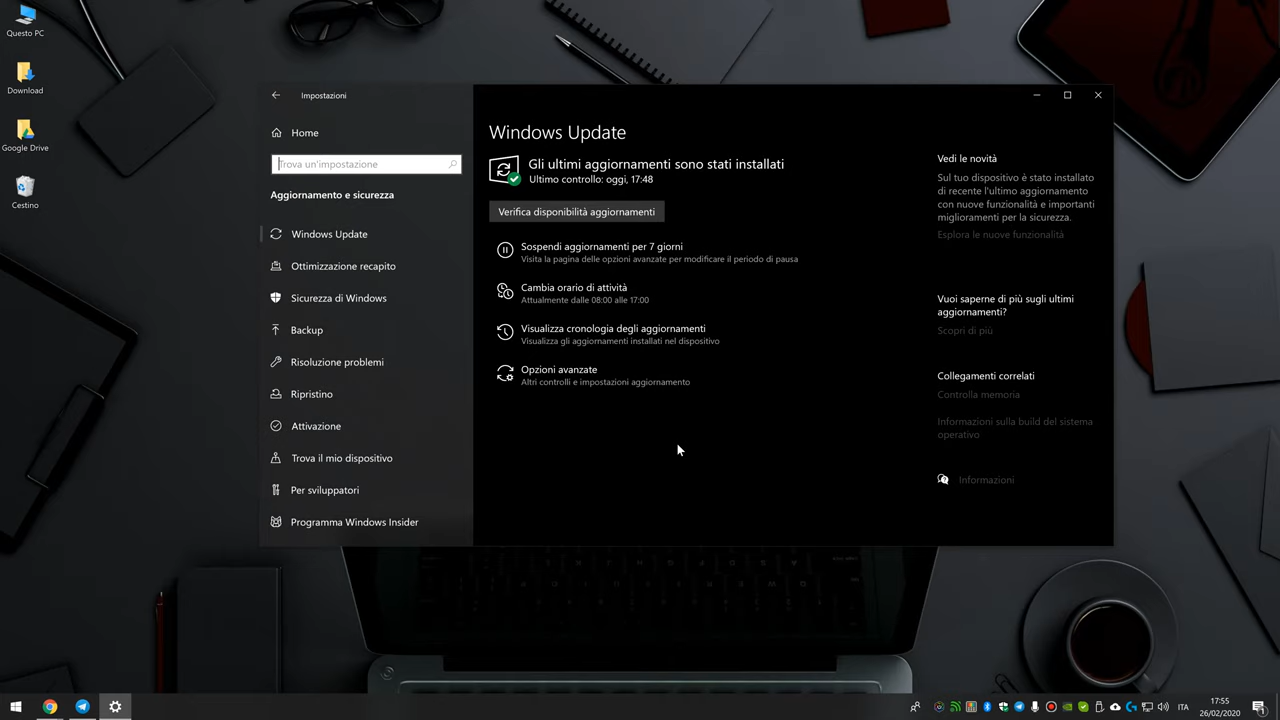 Questo PC
Download
Google Drive
Cestino
Impostazioni
Home
Trova un'impostazione
Aggiornamento e sicurezza
Windows Update
Ottimizzazione recapito
Sicurezza di Windows
Backup
Risoluzione problemi
Ripristino
Attivazione
Trova il mio dispositivo
Per sviluppatori
Programma Windows Insider
Windows Update
Gli ultimi aggiornamenti sono stati installati
Ultimo controllo: oggi, 17:48
Verifica disponibilità aggiornamenti
Sospendi aggiornamenti per 7 giorni
Visita la pagina delle opzioni avanzate per modificare il periodo di pausa
Cambia orario di attività
Attualmente dalle 08:00 alle 17:00
Visualizza cronologia degli aggiornamenti
Visualizza gli aggiornamenti installati nel dispositivo
Opzioni avanzate
Altri controlli e impostazioni aggiornamento
Vedi le novità
Sul tuo dispositivo è stato installato
di recente l'ultimo aggiornamento
con nuove funzionalità e importanti
miglioramenti per la sicurezza.
Esplora le nuove funzionalità
Vuoi saperne di più sugli ultimi
aggiornamenti?
Scopri di più
Collegamenti correlati
Controlla memoria
Informazioni sulla build del sistema
operativo
Informazioni
ITA
17:55
26/02/2020